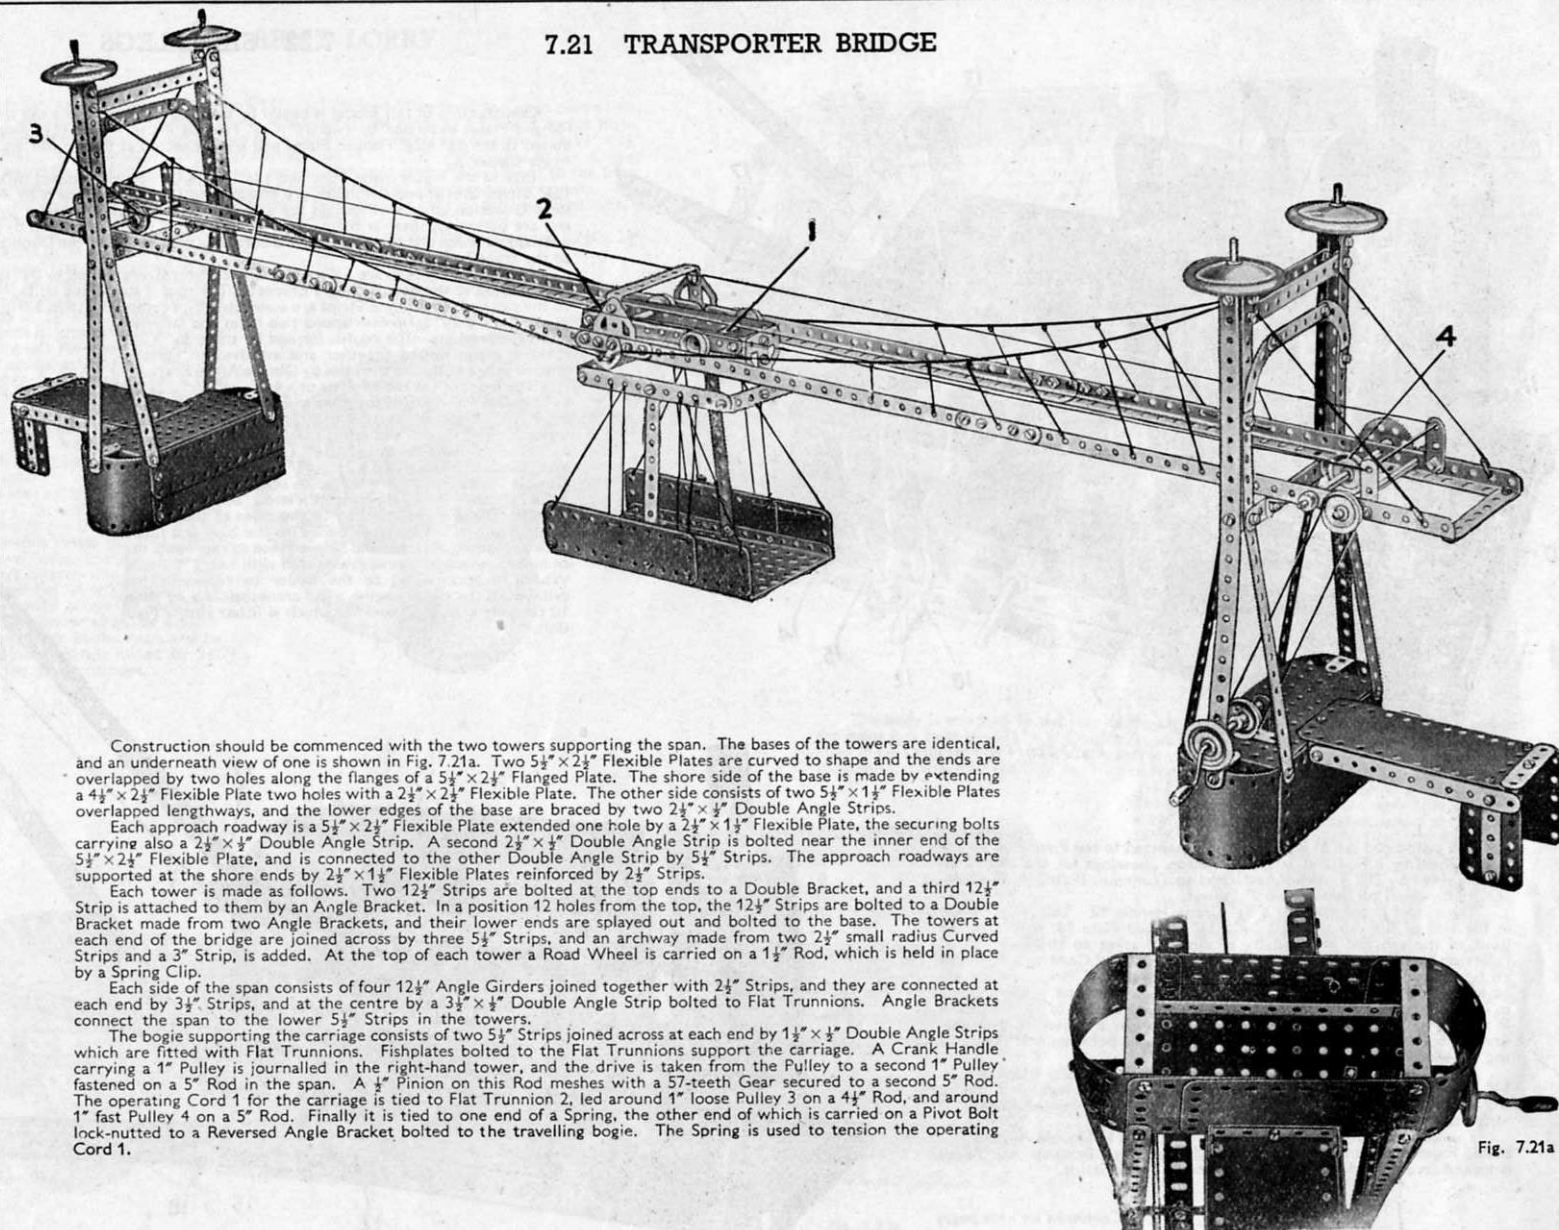 7.21 TRANSPORTER BRIDGE
3
2
1
4
Construction should be commenced with the two towers supporting the span. The bases of the towers are identical,
and an underneath view of one is shown in Fig. 7.21a. Two 5½″ × 2½″ Flexible Plates are curved to shape and the ends are
overlapped by two holes along the flanges of a 5½″ × 2½″ Flanged Plate. The shore side of the base is made by extending
a 4½″ × 2½″ Flexible Plate two holes with a 2½″ × 2½″ Flexible Plate. The other side consists of two 5½″ × 1½″ Flexible Plates
overlapped lengthways, and the lower edges of the base are braced by two 2½″ × ½″ Double Angle Strips.
Each approach roadway is a 5½″ × 2½″ Flexible Plate extended one hole by a 2½″ × 1½″ Flexible Plate, the securing bolts
carrying also a 2½″ × ½″ Double Angle Strip. A second 2½″ × ½″ Double Angle Strip is bolted near the inner end of the
5½″ × 2½″ Flexible Plate, and is connected to the other Double Angle Strip by 5½″ Strips. The approach roadways are
supported at the shore ends by 2½″ × 1½″ Flexible Plates reinforced by 2½″ Strips.
Each tower is made as follows. Two 12½″ Strips are bolted at the top ends to a Double Bracket, and a third 12½″
Strip is attached to them by an Angle Bracket. In a position 12 holes from the top, the 12½″ Strips are bolted to a Double
Bracket made from two Angle Brackets, and their lower ends are splayed out and bolted to the base. The towers at
each end of the bridge are joined across by three 5½″ Strips, and an archway made from two 2½″ small radius Curved
Strips and a 3″ Strip, is added. At the top of each tower a Road Wheel is carried on a 1½″ Rod, which is held in place
by a Spring Clip.
Each side of the span consists of four 12½″ Angle Girders joined together with 2½″ Strips, and they are connected at
each end by 3½″ Strips, and at the centre by a 3½″ × ½″ Double Angle Strip bolted to Flat Trunnions. Angle Brackets
connect the span to the lower 5½″ Strips in the towers.
The bogie supporting the carriage consists of two 5½″ Strips joined across at each end by 1½″ × ½″ Double Angle Strips
which are fitted with Flat Trunnions. Fishplates bolted to the Flat Trunnions support the carriage. A Crank Handle
carrying a 1″ Pulley is journalled in the right-hand tower, and the drive is taken from the Pulley to a second 1″ Pulley
fastened on a 5″ Rod in the span. A ½″ Pinion on this Rod meshes with a 57-teeth Gear secured to a second 5″ Rod.
The operating Cord 1 for the carriage is tied to Flat Trunnion 2, led around 1″ loose Pulley 3 on a 4½″ Rod, and around
1″ fast Pulley 4 on a 5″ Rod. Finally it is tied to one end of a Spring, the other end of which is carried on a Pivot Bolt
lock-nutted to a Reversed Angle Bracket bolted to the travelling bogie. The Spring is used to tension the operating
Cord 1.
Fig. 7.21a